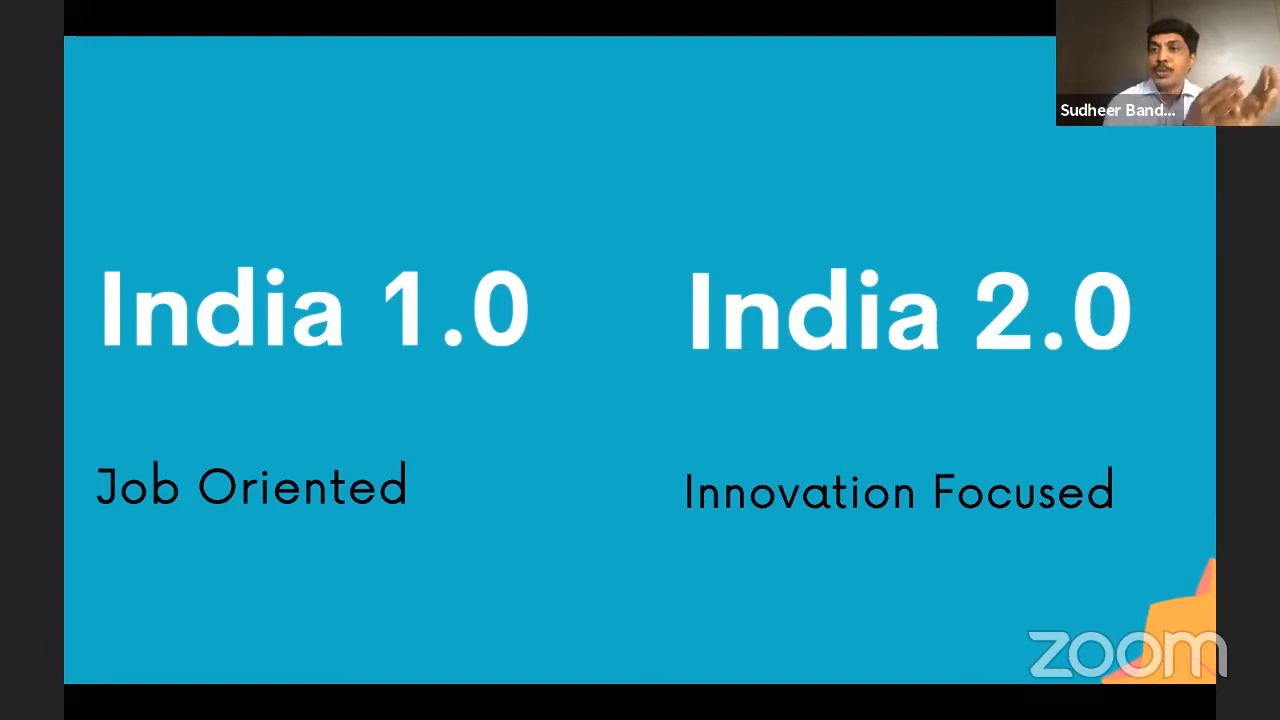 Sudheer Band...
India 1.0
India 2.0
Job Oriented
Innovation Focused
zoom